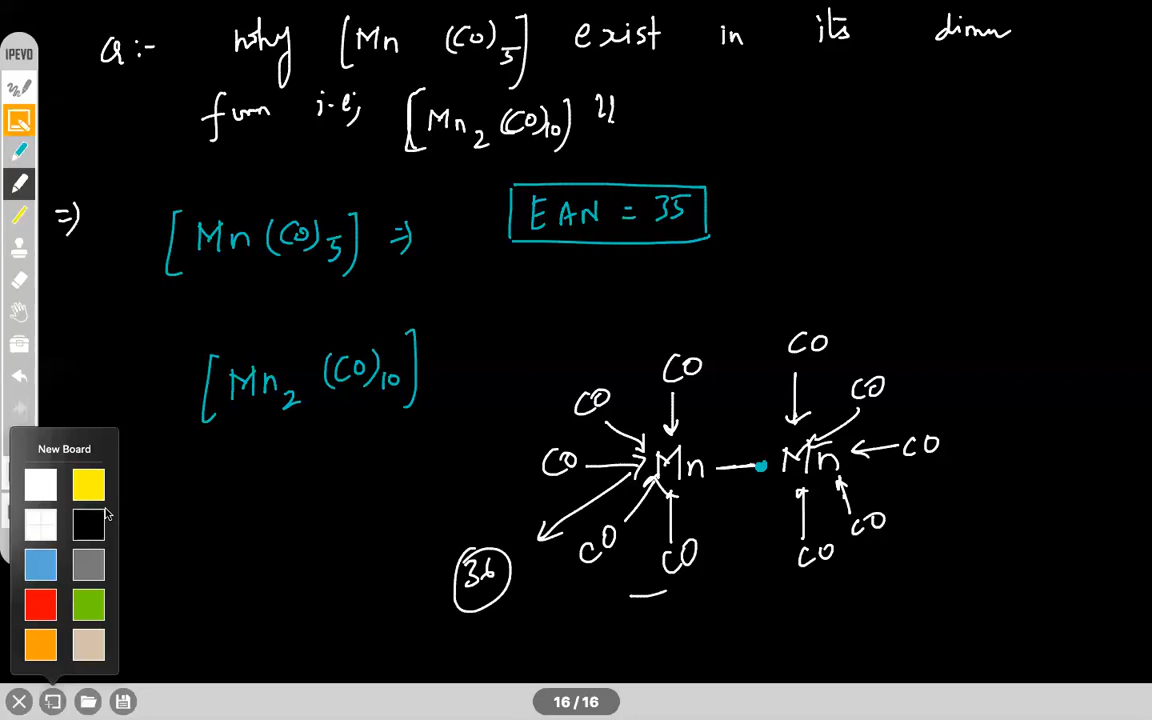 Q:- Why [Mn (CO)5] exist in its dimer
form i.e; [Mn2 (CO)10] ??
IPEVO
=> [Mn (CO)5] => EAN = 35
[Mn2 (CO)10]
CO CO
CO CO
CO Mn — Mn CO
CO CO
36 CO CO
New Board
16 / 16